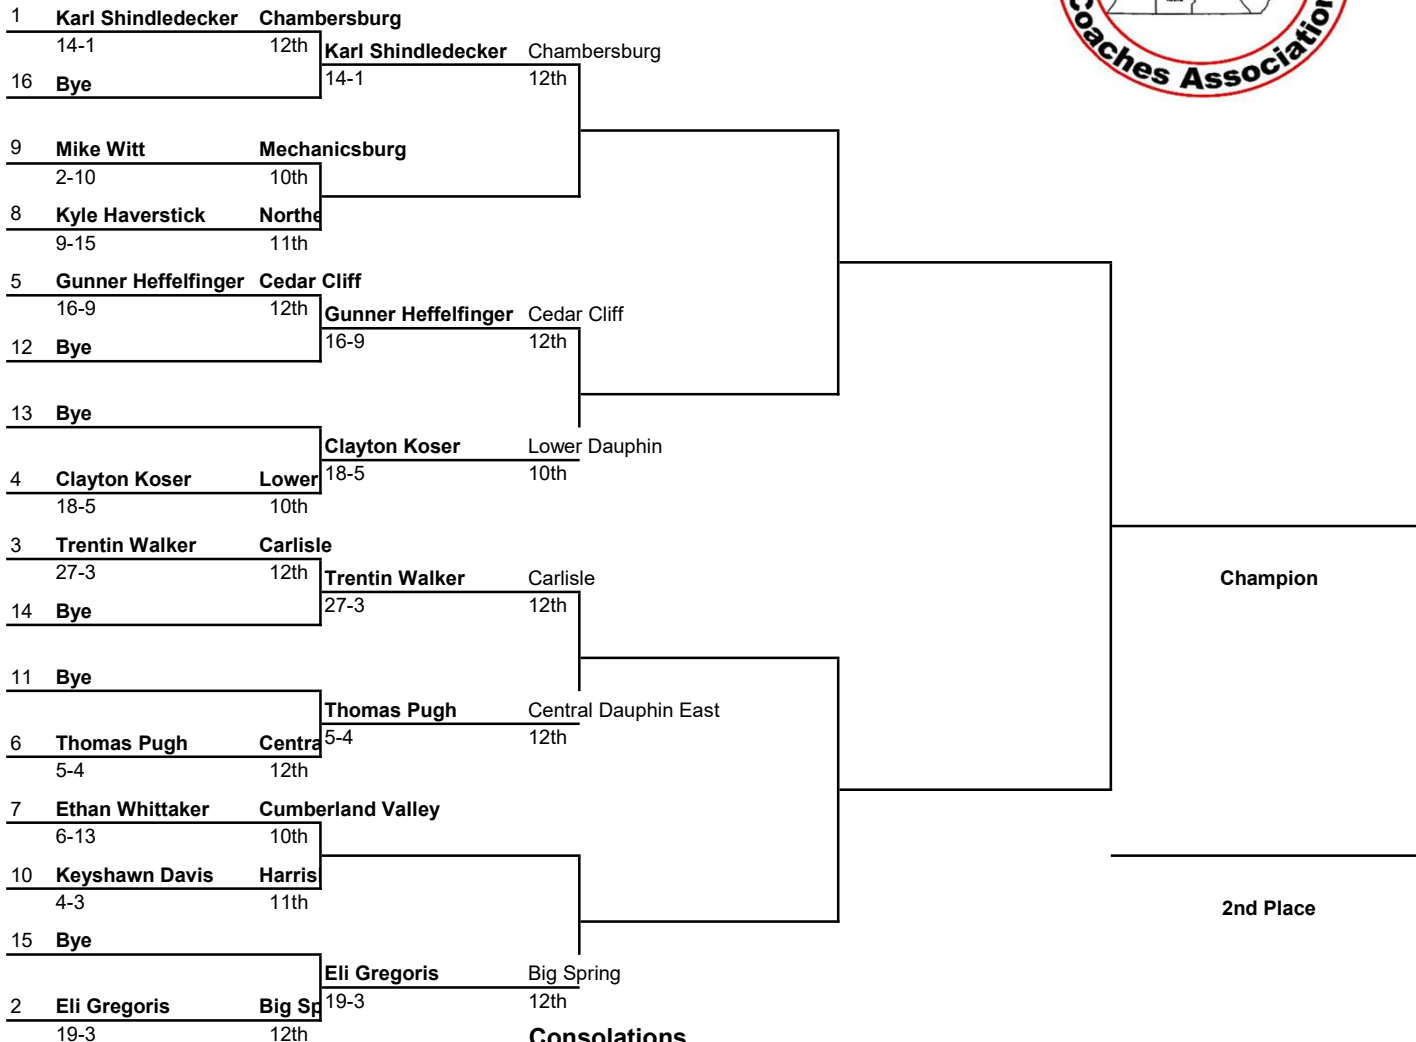 Coaches Association
1 Karl Shindledecker Chambersburg
14-1 12th
Karl Shindledecker Chambersburg
14-1 12th
16 Bye
9 Mike Witt Mechanicsburg
2-10 10th
8 Kyle Haverstick Northe
9-15 11th
5 Gunner Heffelfinger Cedar Cliff
16-9 12th
Gunner Heffelfinger Cedar Cliff
16-9 12th
12 Bye
13 Bye
Clayton Koser Lower Dauphin
18-5 10th
4 Clayton Koser Lower
18-5 10th
3 Trentin Walker Carlisle
27-3 12th
Trentin Walker Carlisle
27-3 12th
14 Bye
Champion
11 Bye
Thomas Pugh Central Dauphin East
5-4 12th
6 Thomas Pugh Centra
5-4 12th
7 Ethan Whittaker Cumberland Valley
6-13 10th
10 Keyshawn Davis Harris
4-3 11th
2nd Place
15 Bye
Eli Gregoris Big Spring
19-3 12th
2 Eli Gregoris Big Sp
19-3 12th
Consolations